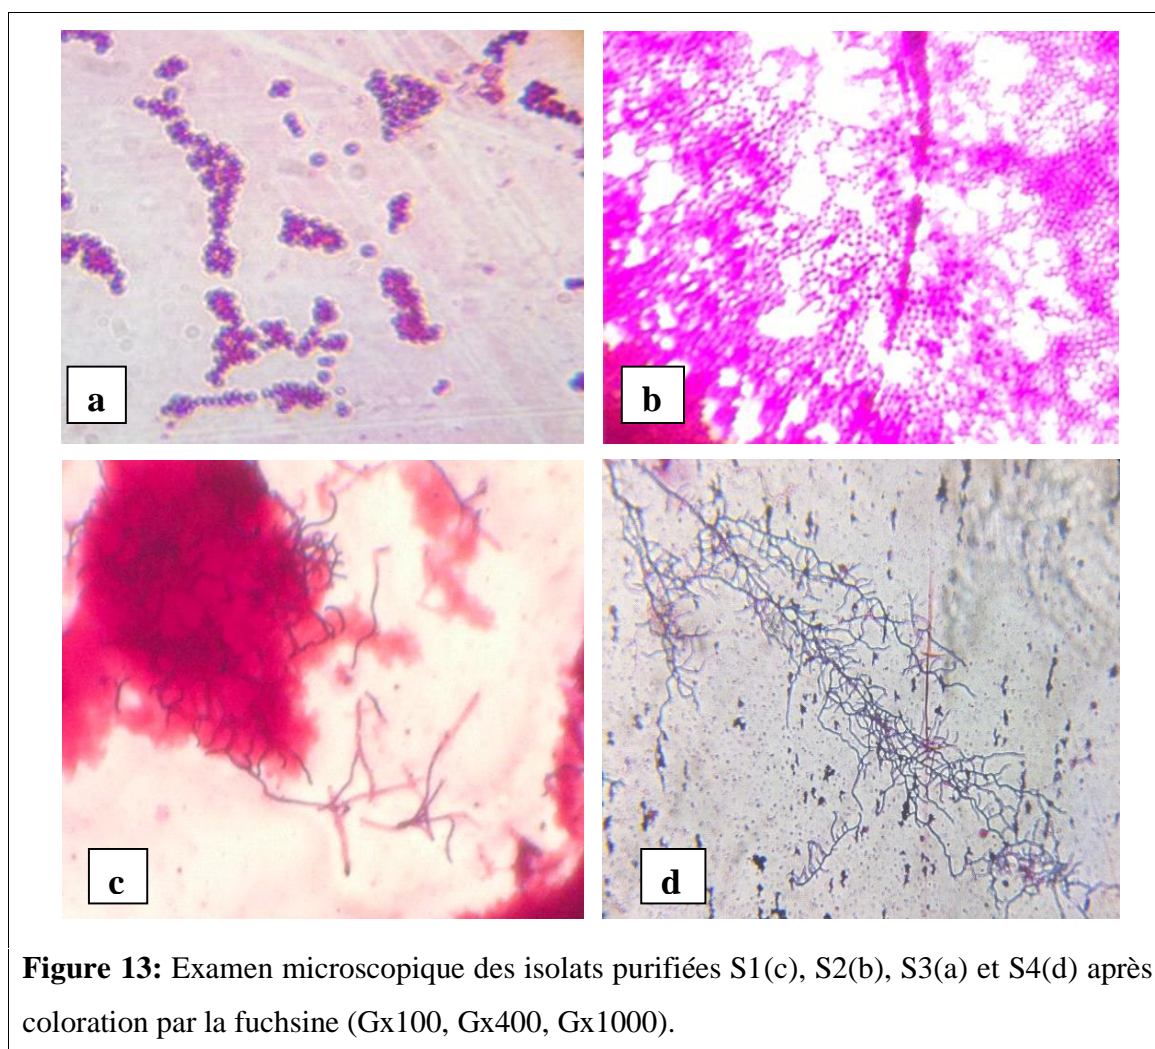 a
b
c
d
Figure 13: Examen microscopique des isolats purifiées S1(c), S2(b), S3(a) et S4(d) après
coloration par la fuchsine (Gx100, Gx400, Gx1000).